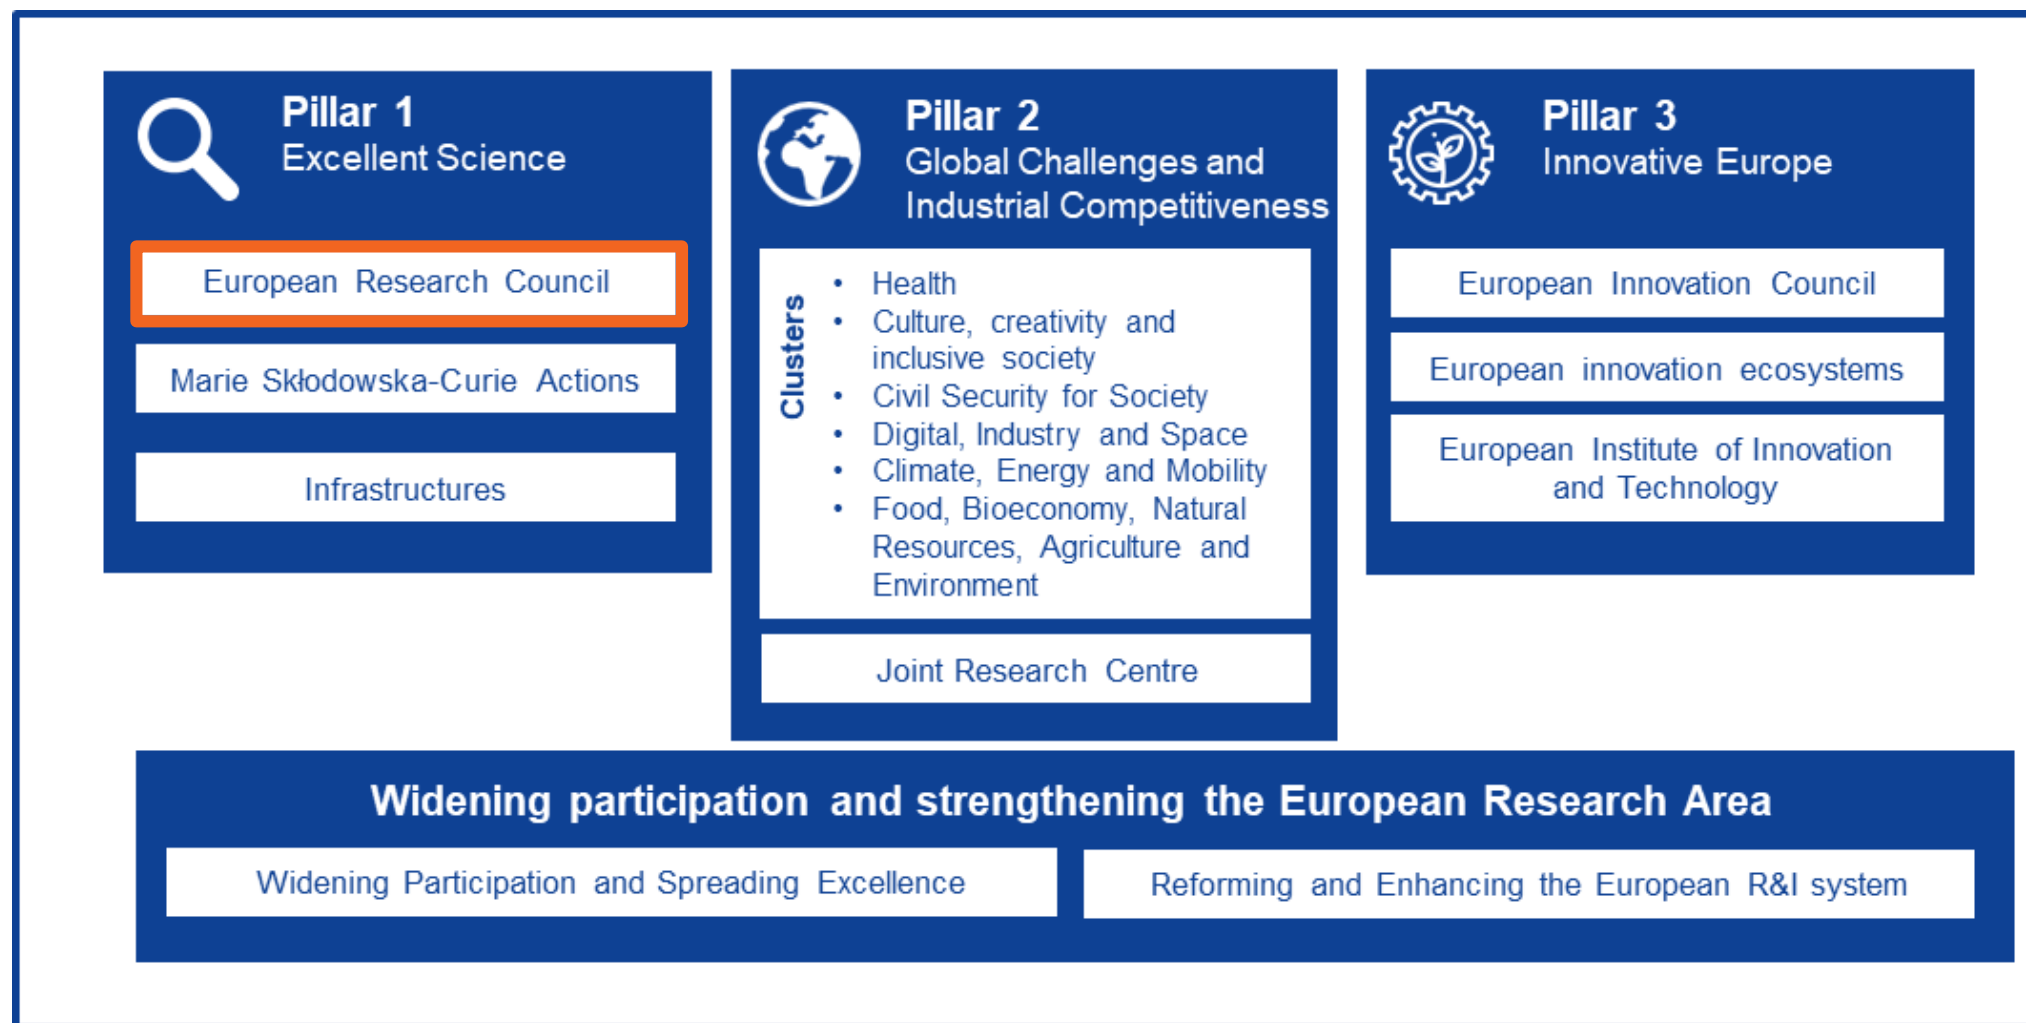 Pillar 1
Excellent Science
European Research Council
Marie Skłodowska-Curie Actions
Infrastructures
Pillar 2
Global Challenges and
Industrial Competitiveness
Clusters
• Health
• Culture, creativity and
inclusive society
• Civil Security for Society
• Digital, Industry and Space
• Climate, Energy and Mobility
• Food, Bioeconomy, Natural
Resources, Agriculture and
Environment
Joint Research Centre
Pillar 3
Innovative Europe
European Innovation Council
European innovation ecosystems
European Institute of Innovation
and Technology
Widening participation and strengthening the European Research Area
Widening Participation and Spreading Excellence
Reforming and Enhancing the European R&I system